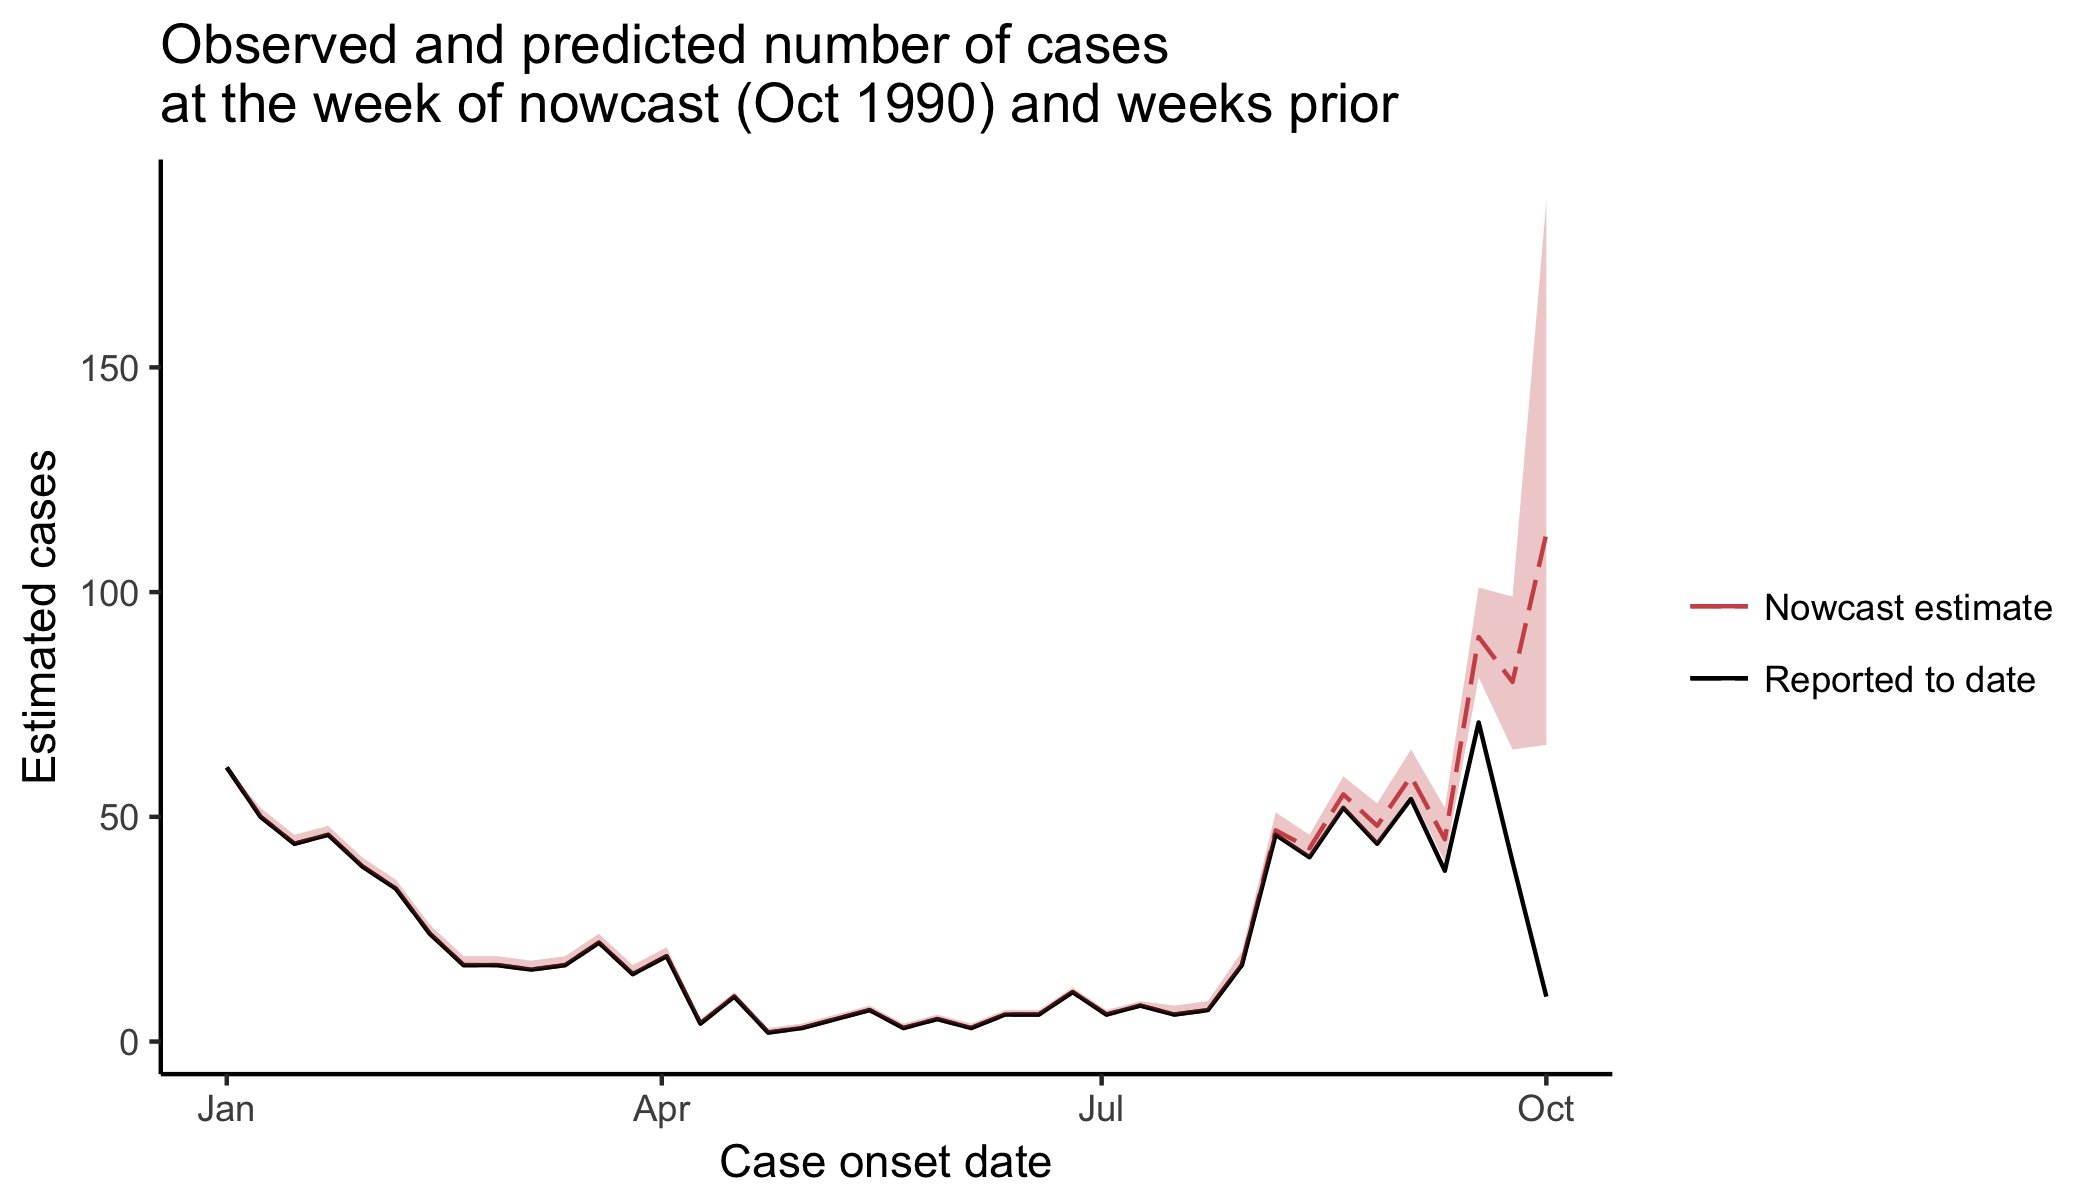 Observed and predicted number of cases
at the week of nowcast (Oct 1990) and weeks prior
Estimated cases
150
100
50
0
Jan
Apr
Jul
Oct
Case onset date
Nowcast estimate
Reported to date